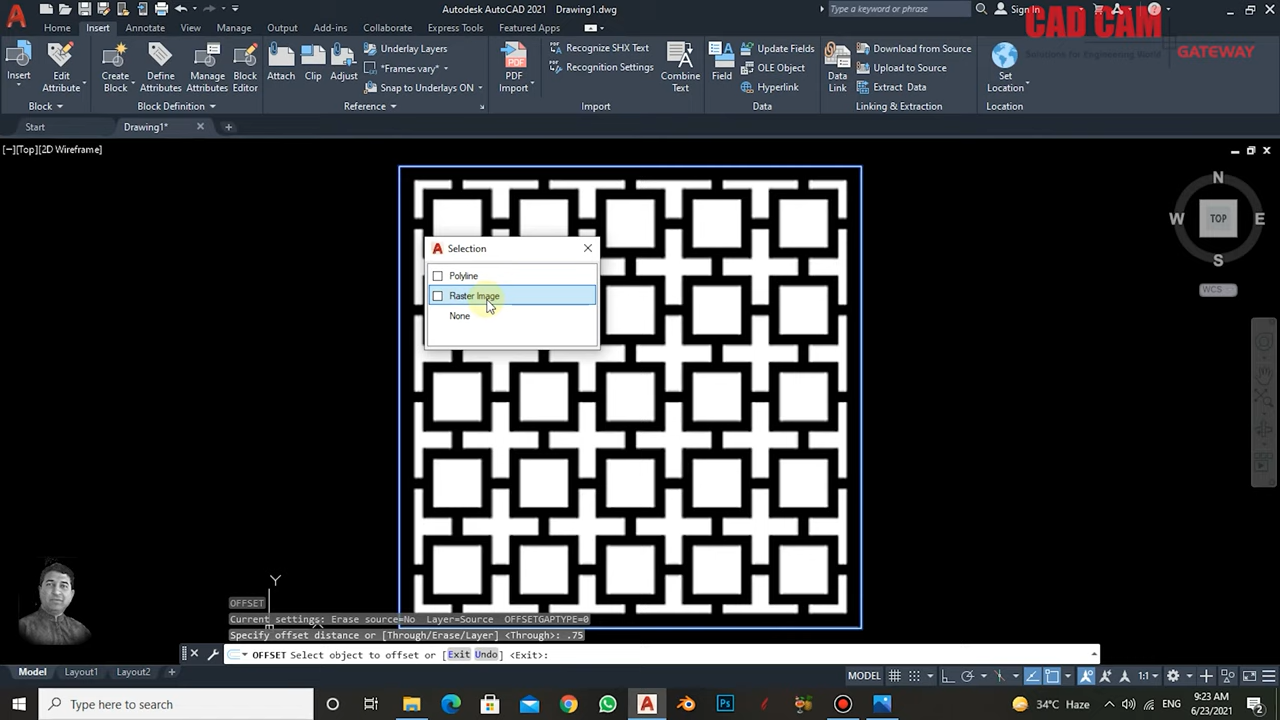 Autodesk AutoCAD 2021 Drawing1.dwg
Type a keyword or phrase
Sign In
CAD CAM
GATEWAY
Home Insert Annotate View Manage Output Add-ins Collaborate Express Tools Featured Apps
Insert
Edit Attribute
Create Block
Define Attributes
Manage Attributes
Block Editor
Attach
Clip
Adjust
Underlay Layers
*Frames vary*
Snap to Underlays ON
PDF Import
Recognize SHX Text
Recognition Settings
Combine Text
Field
Update Fields
OLE Object
Hyperlink
Data Link
Download from Source
Upload to Source
Extract Data
Set Location
Block Block Definition Reference Import Data Linking & Extraction Location
Start Drawing1*
[−][Top][2D Wireframe]
N
W TOP E
S
WCS
Selection
Polyline
Raster Image
None
Y
OFFSET
Current settings: Erase source=No Layer=Source OFFSETGAPTYPE=0
Specify offset distance or [Through/Erase/Layer] <Through>: .75
OFFSET Select object to offset or [Exit Undo] <Exit>:
Model Layout1 Layout2
MODEL
1:1
Type here to search
34°C Haze
ENG
9:23 AM
6/23/2021